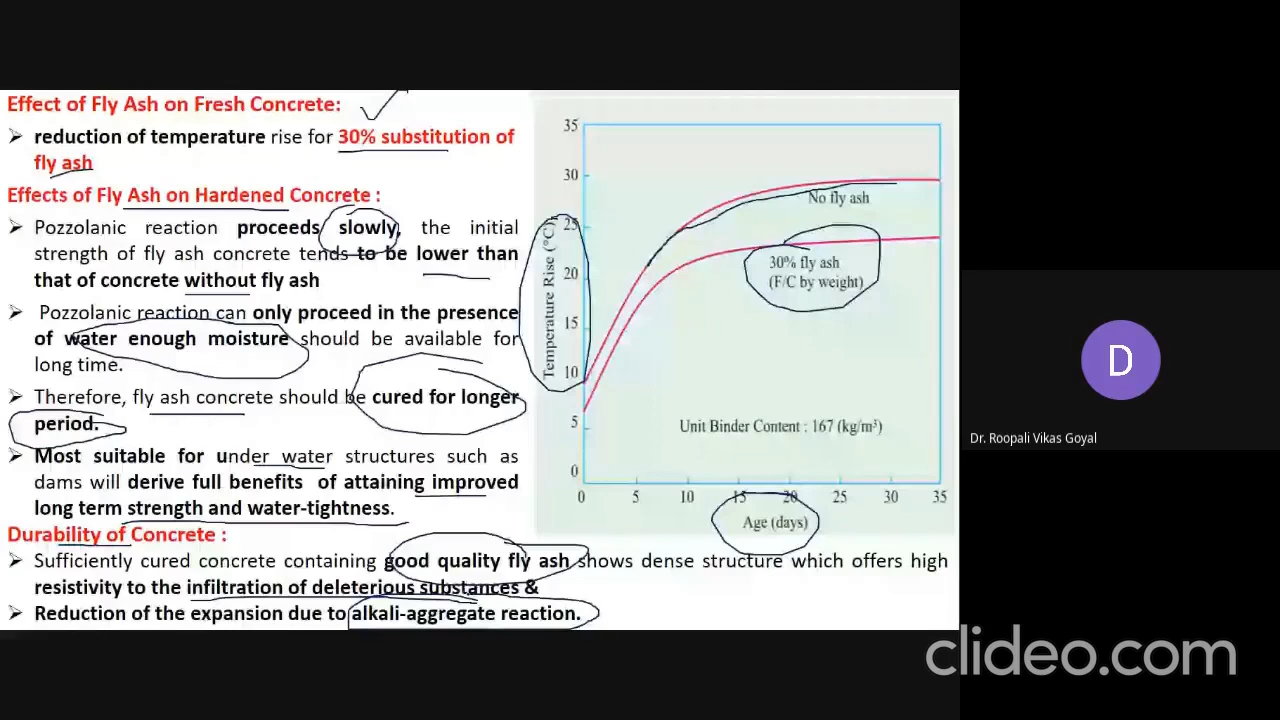 Effect of Fly Ash on Fresh Concrete:
➢ reduction of temperature rise for 30% substitution of
fly ash
Effects of Fly Ash on Hardened Concrete :
➢ Pozzolanic reaction proceeds slowly, the initial
strength of fly ash concrete tends to be lower than
that of concrete without fly ash
➢ Pozzolanic reaction can only proceed in the presence
of water enough moisture should be available for
long time.
➢ Therefore, fly ash concrete should be cured for longer
period.
➢ Most suitable for under water structures such as
dams will derive full benefits of attaining improved
long term strength and water-tightness.
Durability of Concrete :
➢ Sufficiently cured concrete containing good quality fly ash shows dense structure which offers high
resistivity to the infiltration of deleterious substances &
➢ Reduction of the expansion due to alkali-aggregate reaction.
Temperature Rise (°C)
35
30
25
20
15
10
5
0
No fly ash
30% fly ash
(F/C by weight)
Unit Binder Content : 167 (kg/m³)
0 5 10 15 20 25 30 35
Age (days)
D
Dr. Roopali Vikas Goyal
clideo.com